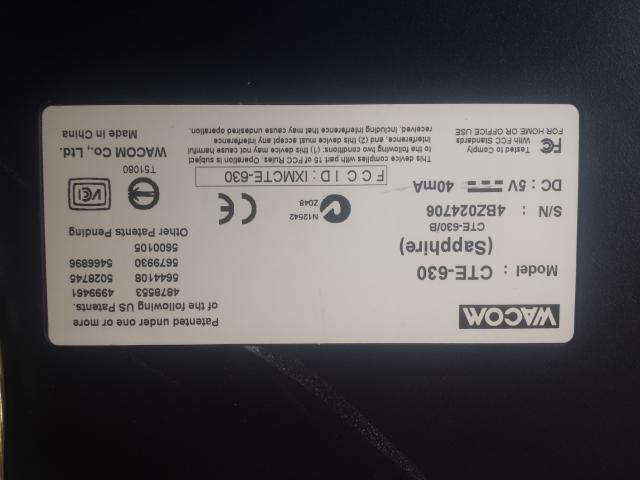 WACOM
Model : CTE-630
(Sapphire)
CTE-630/B
S/N : 4BZ024706
DC : 5V 40mA
FC Tested to Comply
With FCC Standards
FOR HOME OR OFFICE USE
Patented under one or more
of the following US Patents.
4878553 4999461
5644108 5028745
5679930 5466896
5600105
Other Patents Pending
N12542
Z048
CE
VCI
T51080
FCC ID : IXMCTE-630
This device complies with part 15 of FCC Rules. Operation is subject
to the following two conditions: (1) this device may not cause harmful
interference, and (2) this device must accept any interference
received, including interference that may cause undesired operation.
WACOM Co., Ltd.
Made in China